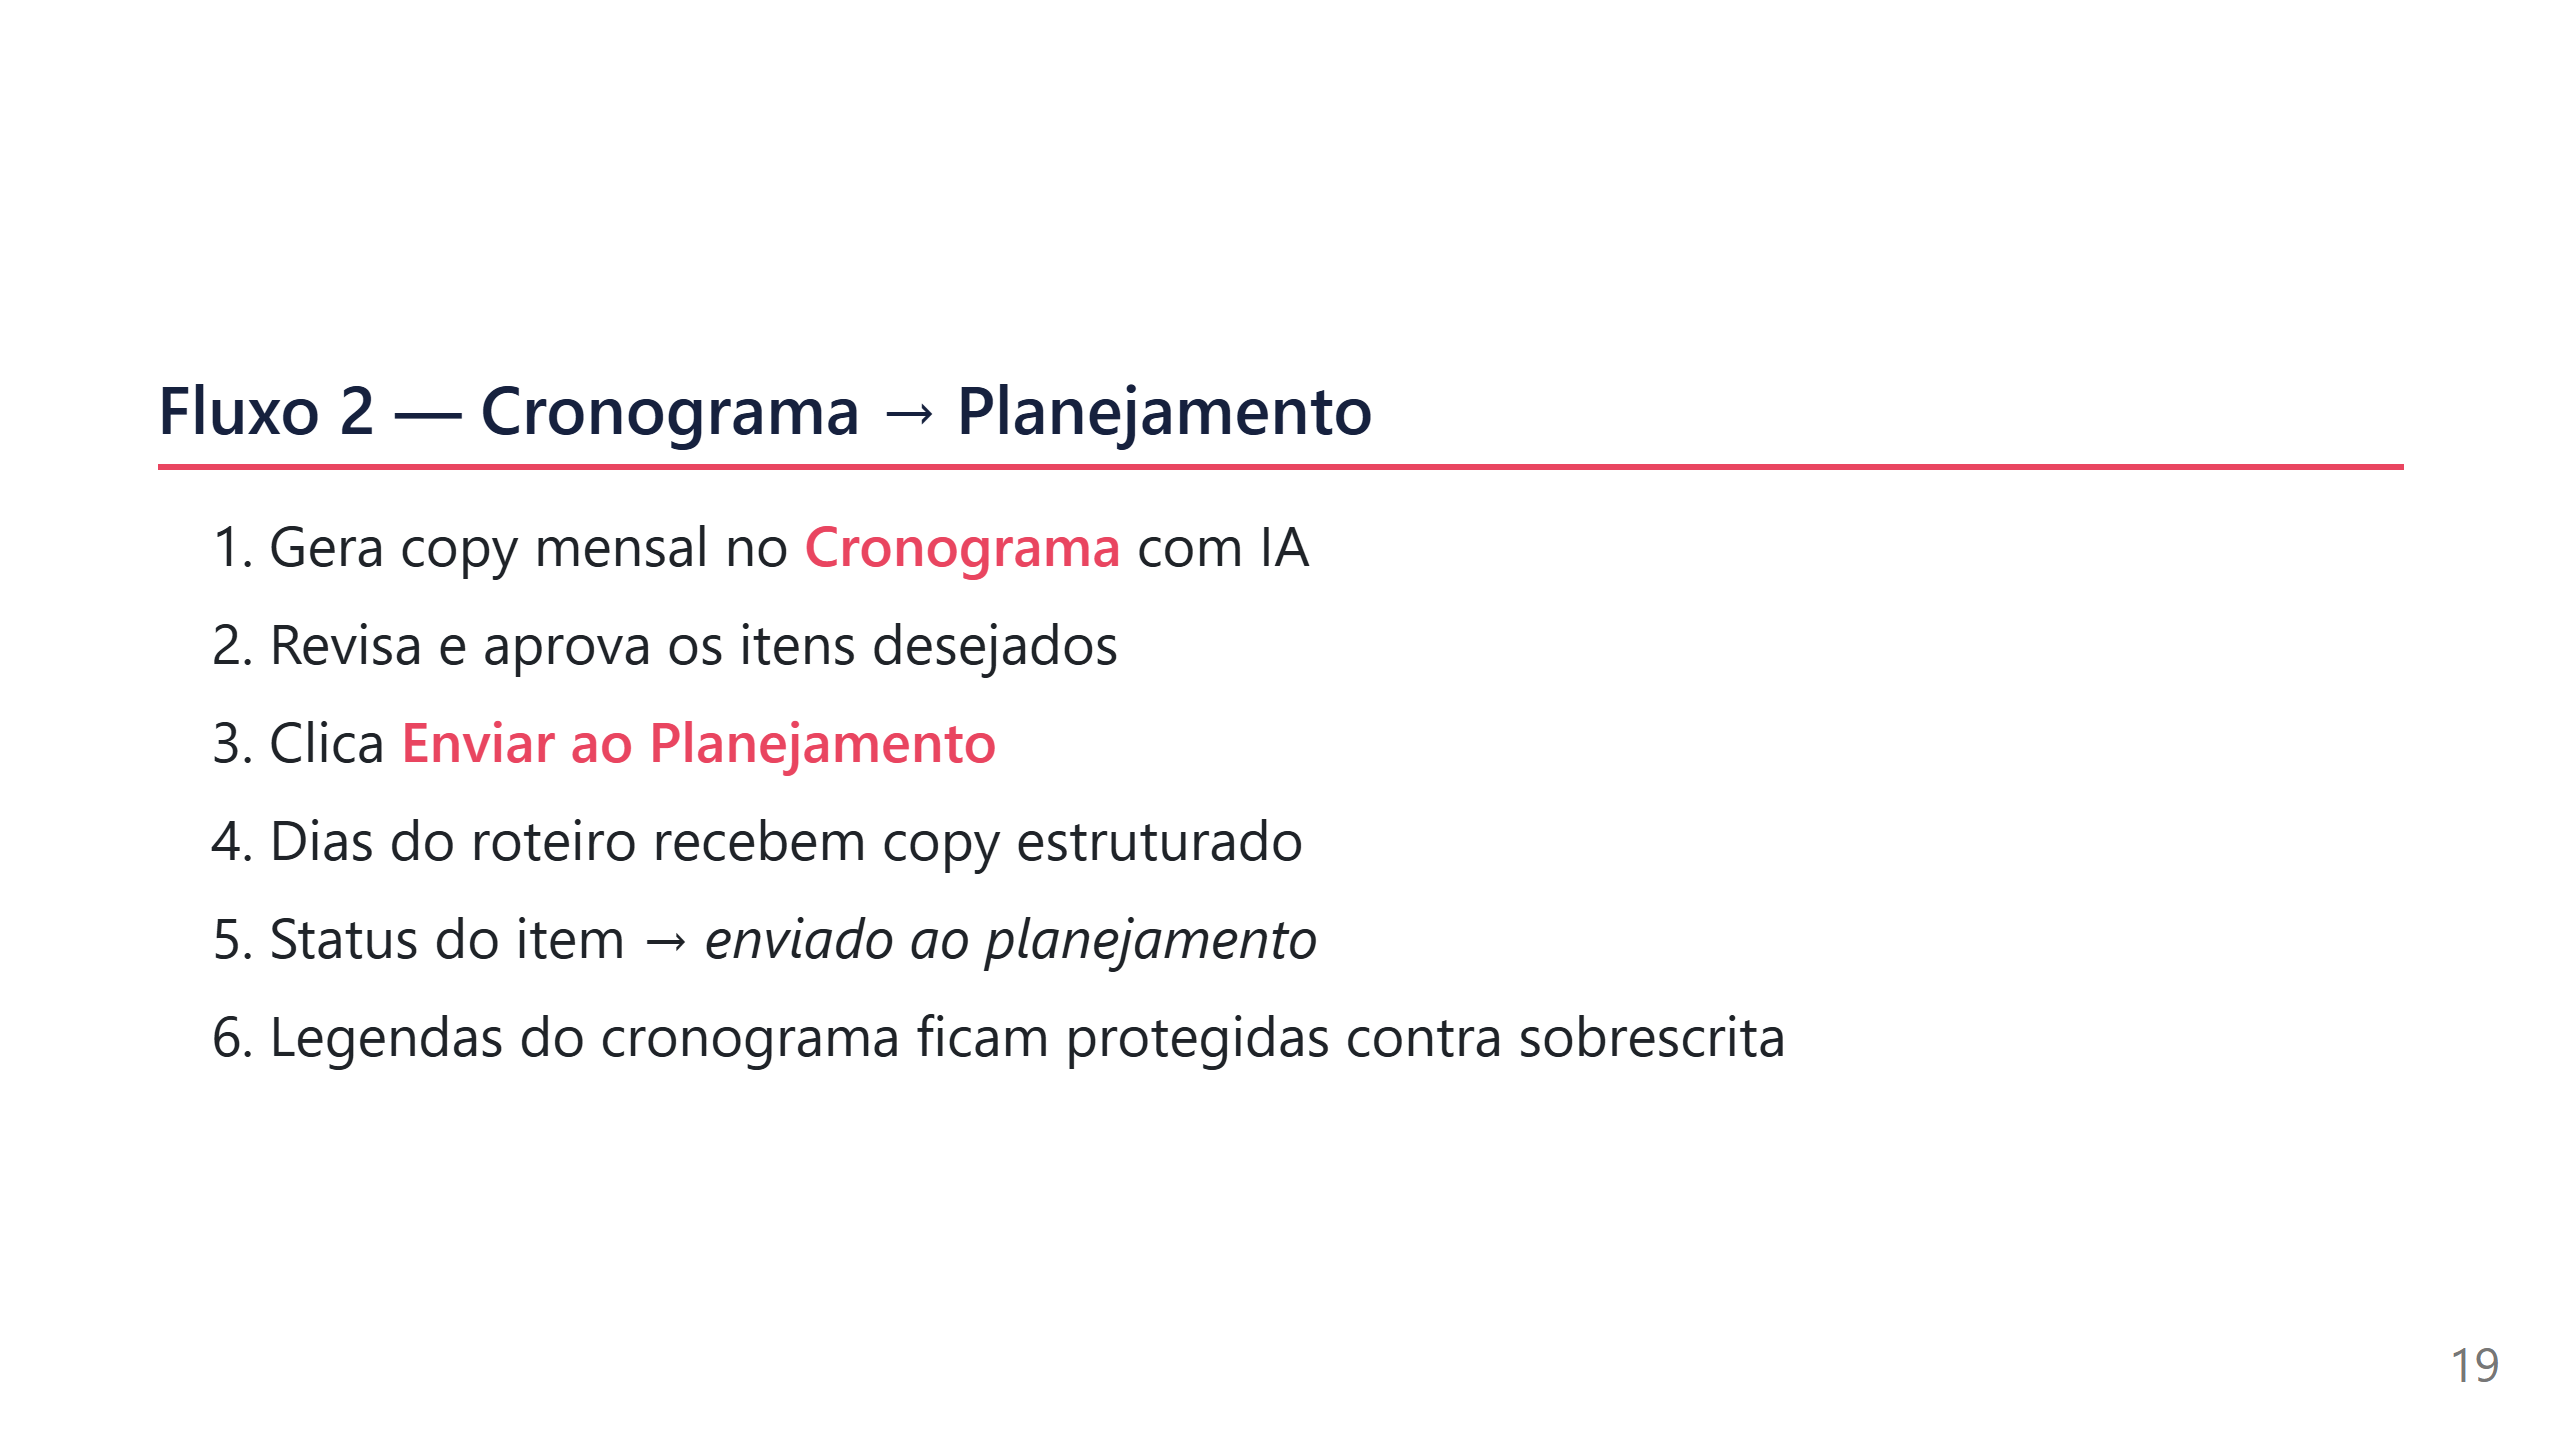 Fluxo 2 — Cronograma → Planejamento
1. Gera copy mensal no Cronograma com IA
2. Revisa e aprova os itens desejados
3. Clica Enviar ao Planejamento
4. Dias do roteiro recebem copy estruturado
5. Status do item → enviado ao planejamento
6. Legendas do cronograma ficam protegidas contra sobrescrita
19